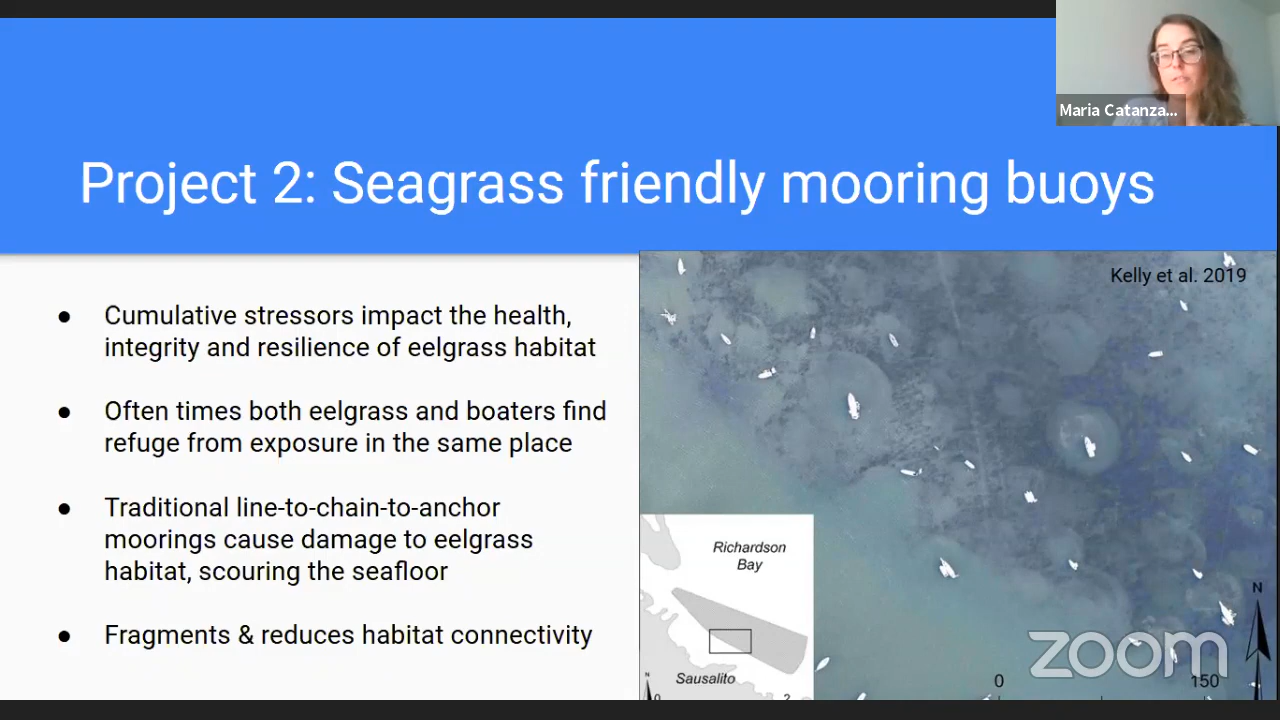 Maria Catanza...
Project 2: Seagrass friendly mooring buoys
● Cumulative stressors impact the health,
integrity and resilience of eelgrass habitat
● Often times both eelgrass and boaters find
refuge from exposure in the same place
● Traditional line-to-chain-to-anchor
moorings cause damage to eelgrass
habitat, scouring the seafloor
● Fragments & reduces habitat connectivity
Kelly et al. 2019
Richardson
Bay
Sausalito
N
0
2
N
zoom
0 150